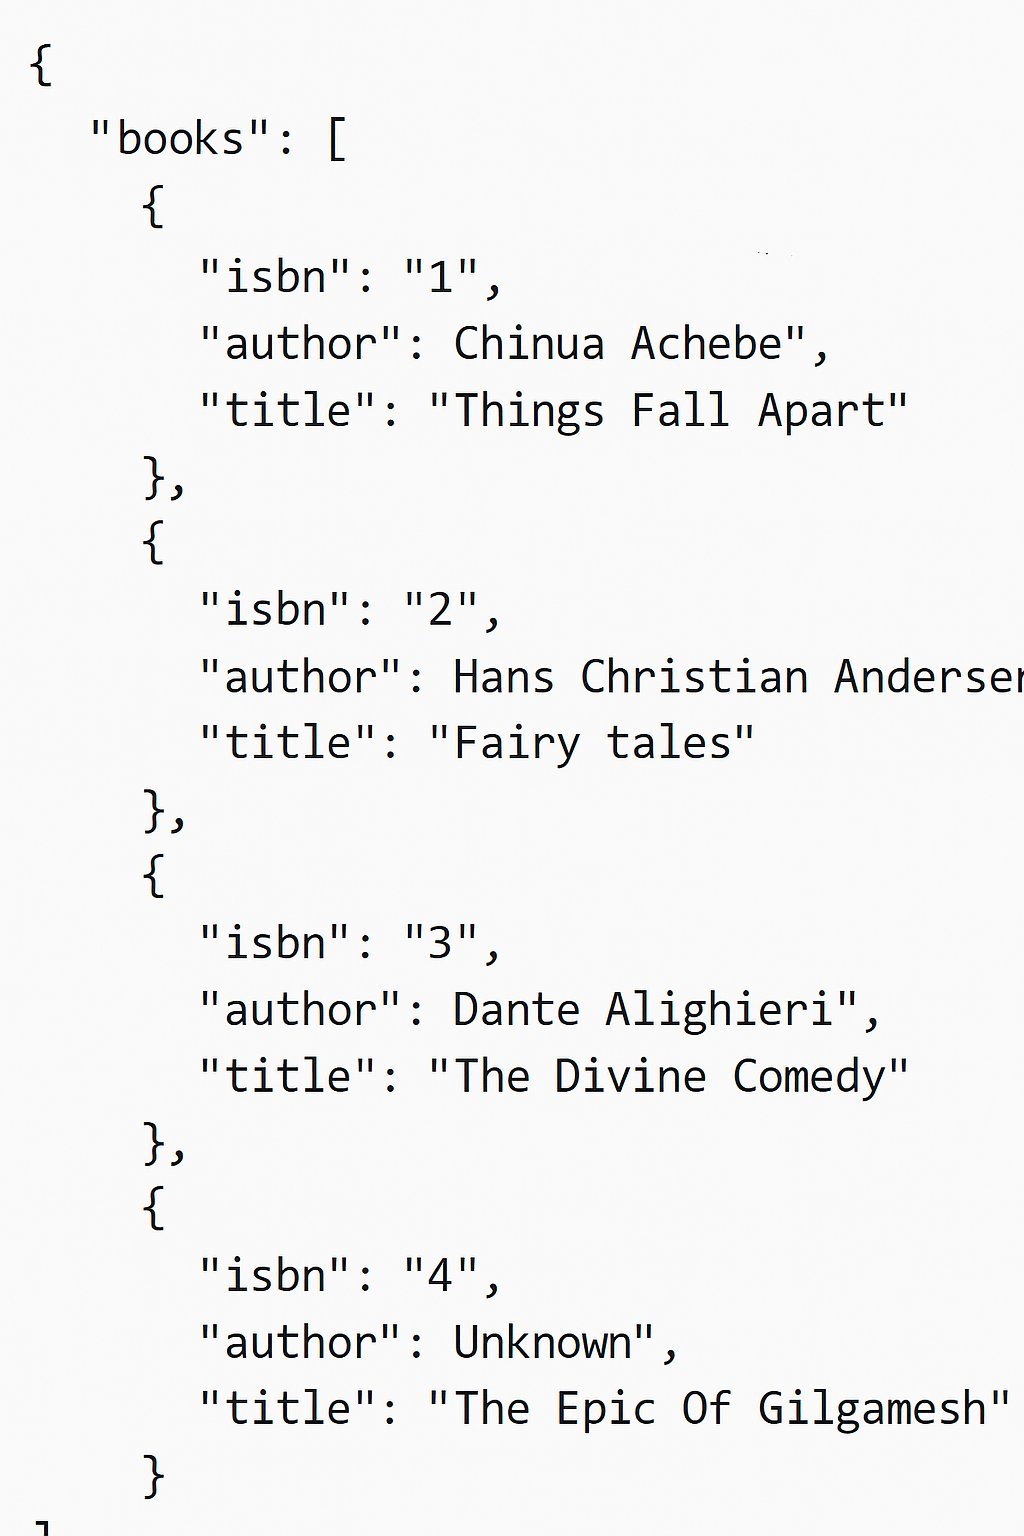 {
"books": [
{
"isbn": "1",
"author": Chinua Achebe",
"title": "Things Fall Apart"
},
{
"isbn": "2",
"author": Hans Christian Andersen
"title": "Fairy tales"
},
{
"isbn": "3",
"author": Dante Alighieri",
"title": "The Divine Comedy"
},
{
"isbn": "4",
"author": Unknown",
"title": "The Epic Of Gilgamesh"
}
]